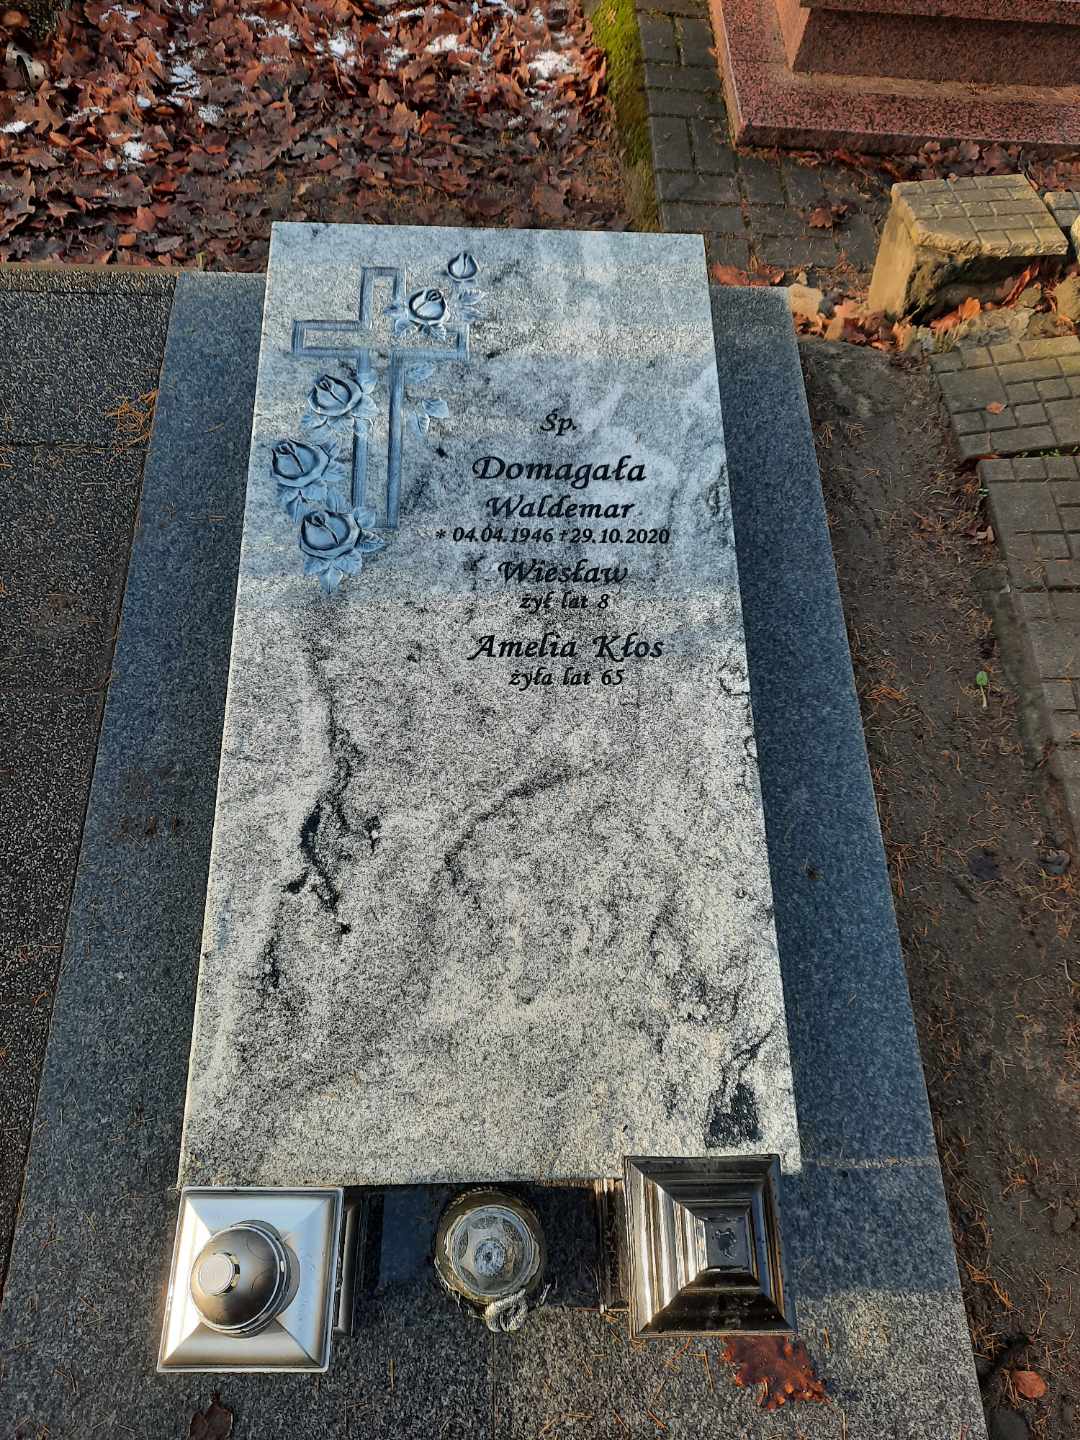 Śp.
Domagała
Waldemar
* 04.04.1946 † 29.10.2020
Wiesław
żył lat 8
Amelia Kłos
żyła lat 65